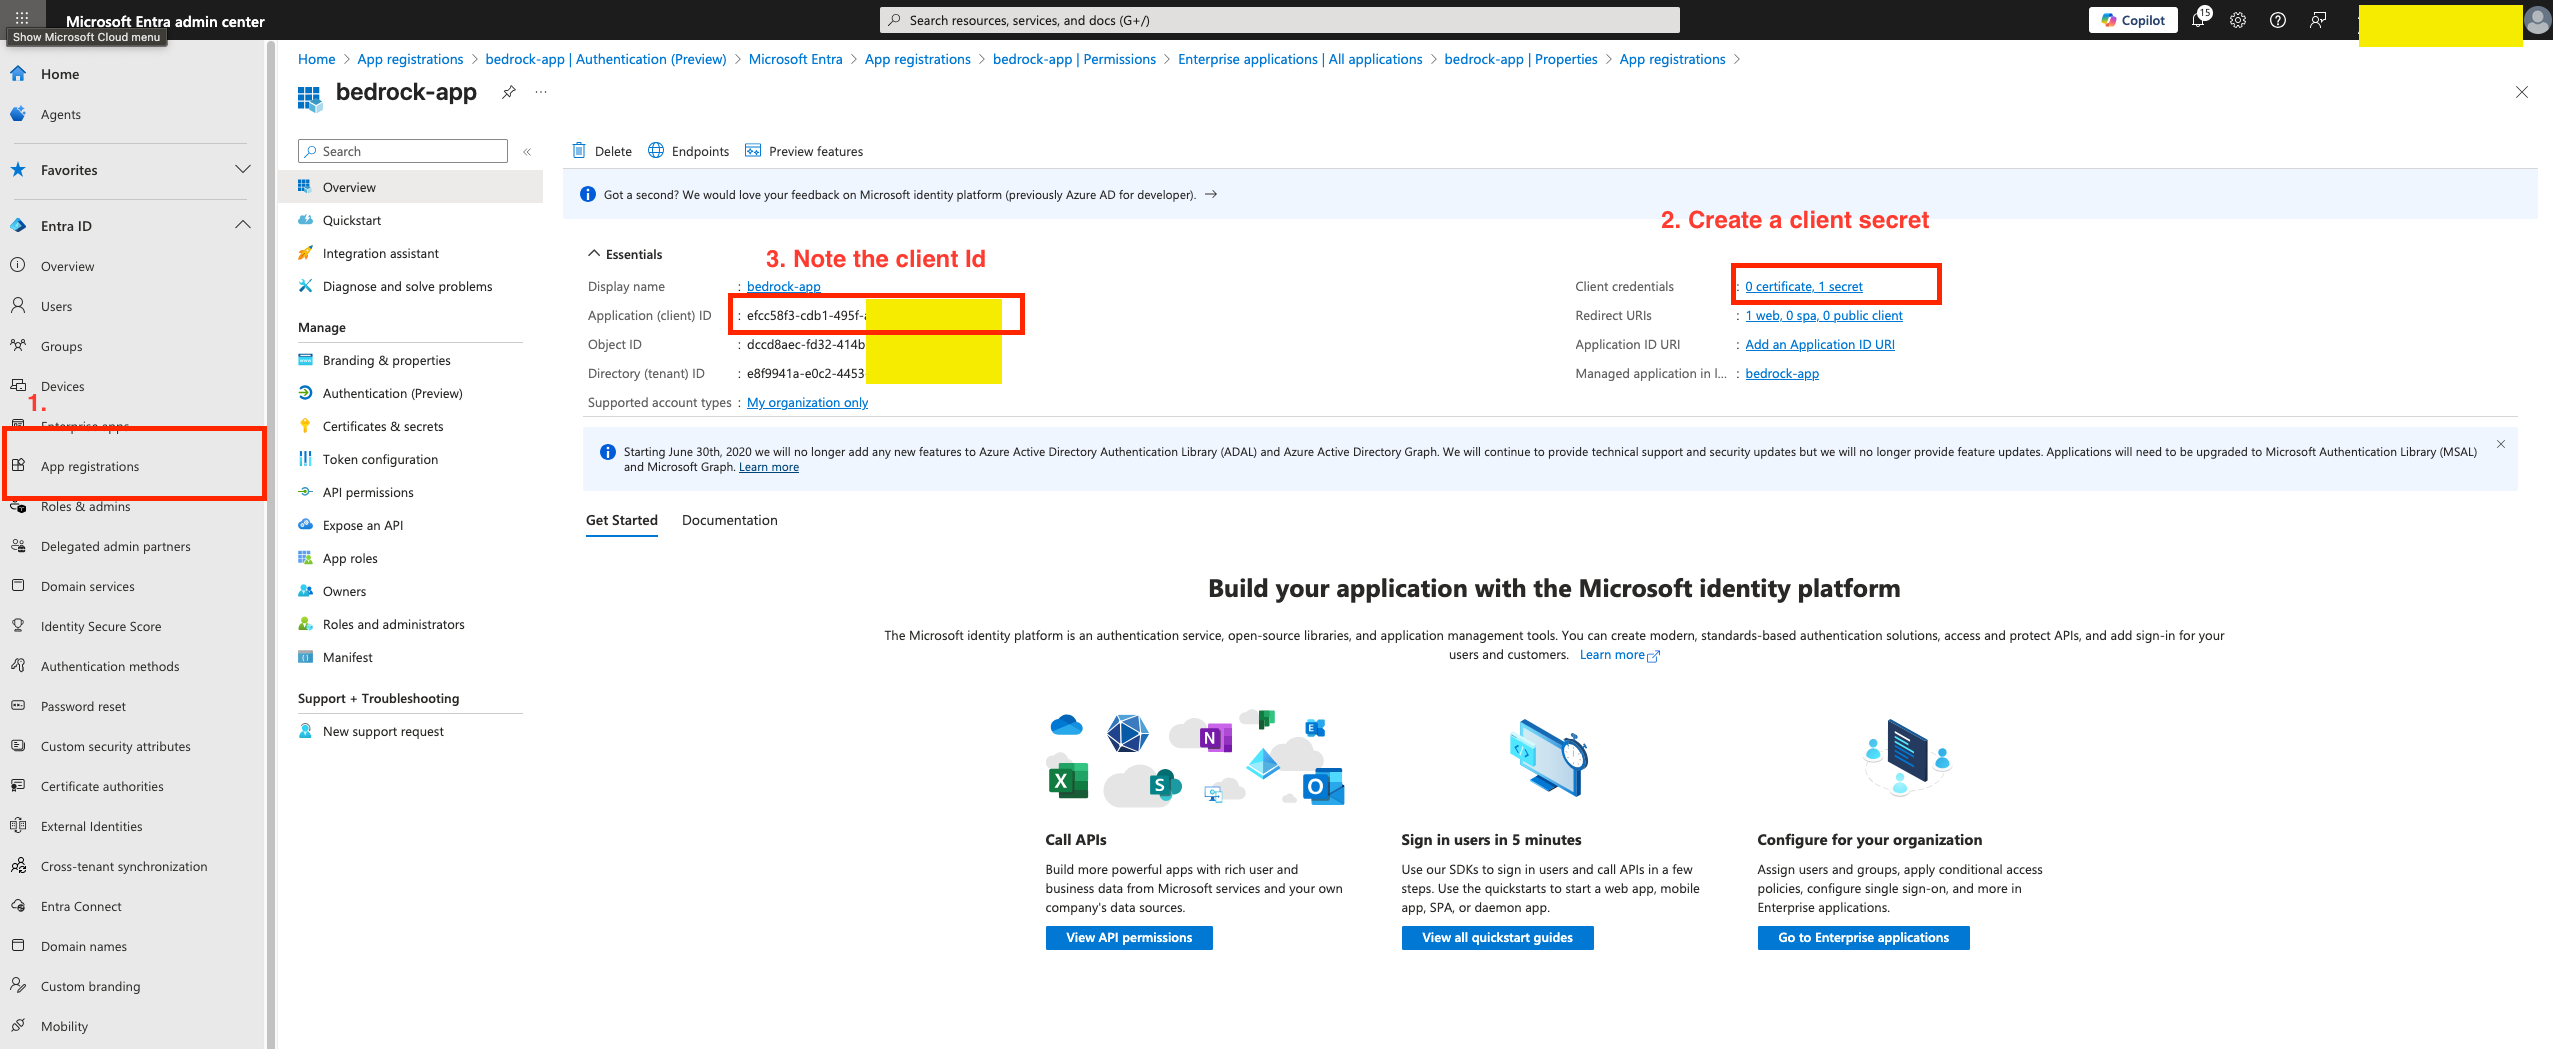 Microsoft Entra admin center
Search resources, services, and docs (G+/)
Copilot
15
Show Microsoft Cloud menu
Home
Agents
Favorites
Entra ID
Overview
Users
Groups
Devices
1.
Enterprise apps
App registrations
Roles & admins
Delegated admin partners
Domain services
Identity Secure Score
Authentication methods
Password reset
Custom security attributes
Certificate authorities
External Identities
Cross-tenant synchronization
Entra Connect
Domain names
Custom branding
Mobility
Home > App registrations > bedrock-app | Authentication (Preview) > Microsoft Entra > App registrations > bedrock-app | Permissions > Enterprise applications | All applications > bedrock-app | Properties > App registrations >
bedrock-app
Search
Overview
Quickstart
Integration assistant
Diagnose and solve problems
Manage
Branding & properties
Authentication (Preview)
Certificates & secrets
Token configuration
API permissions
Expose an API
App roles
Owners
Roles and administrators
Manifest
Support + Troubleshooting
New support request
Delete Endpoints Preview features
Got a second? We would love your feedback on Microsoft identity platform (previously Azure AD for developer).
2. Create a client secret
Essentials
3. Note the client Id
Display name : bedrock-app
Application (client) ID : efcc58f3-cdb1-495f-
Object ID : dccd8aec-fd32-414b
Directory (tenant) ID : e8f9941a-e0c2-4453
Supported account types : My organization only
Client credentials : 0 certificate, 1 secret
Redirect URIs : 1 web, 0 spa, 0 public client
Application ID URI : Add an Application ID URI
Managed application in l... : bedrock-app
Starting June 30th, 2020 we will no longer add any new features to Azure Active Directory Authentication Library (ADAL) and Azure Active Directory Graph. We will continue to provide technical support and security updates but we will no longer provide feature updates. Applications will need to be upgraded to Microsoft Authentication Library (MSAL)
and Microsoft Graph. Learn more
Get Started Documentation
Build your application with the Microsoft identity platform
The Microsoft identity platform is an authentication service, open-source libraries, and application management tools. You can create modern, standards-based authentication solutions, access and protect APIs, and add sign-in for your
users and customers. Learn more
Call APIs
Build more powerful apps with rich user and
business data from Microsoft services and your own
company's data sources.
View API permissions
Sign in users in 5 minutes
Use our SDKs to sign in users and call APIs in a few
steps. Use the quickstarts to start a web app, mobile
app, SPA, or daemon app.
View all quickstart guides
Configure for your organization
Assign users and groups, apply conditional access
policies, configure single sign-on, and more in
Enterprise applications.
Go to Enterprise applications